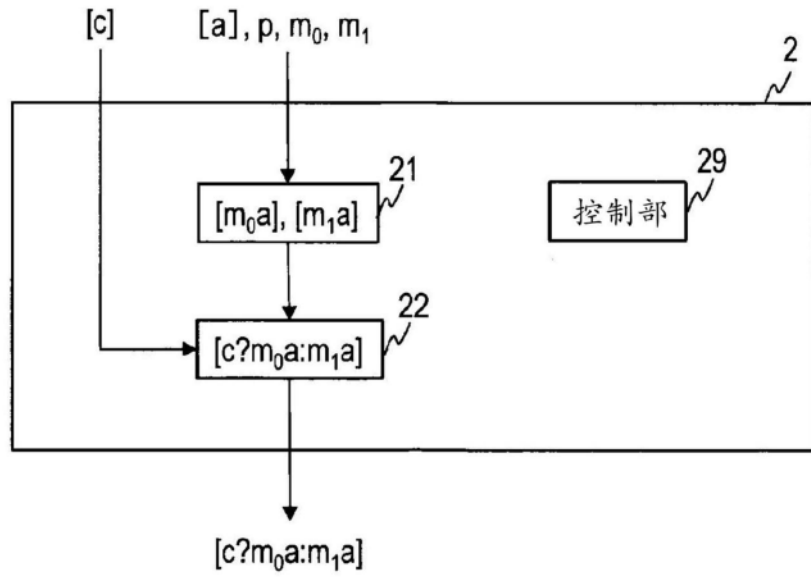 [c] [a], p, m₀, m₁
2
21
[m₀a], [m₁a]
29
控制部
22
[c?m₀a:m₁a]
[c?m₀a:m₁a]